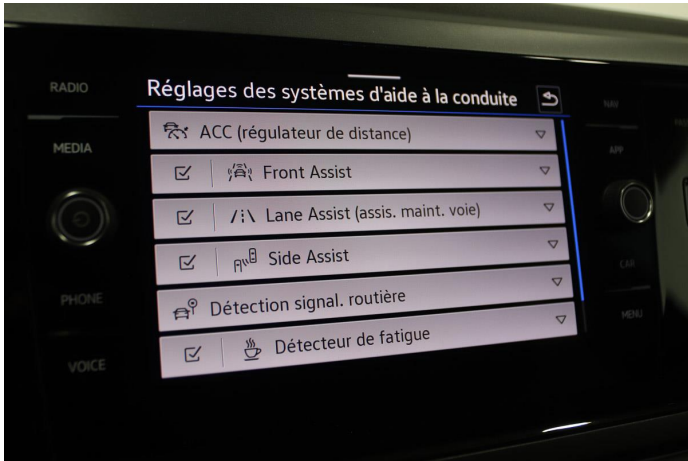 RADIO
MEDIA
PHONE
VOICE
Réglages des systèmes d'aide à la conduite
ACC (régulateur de distance)
Front Assist
Lane Assist (assis. maint. voie)
Side Assist
Détection signal. routière
Détecteur de fatigue
NAV
APP
CAR
MENU